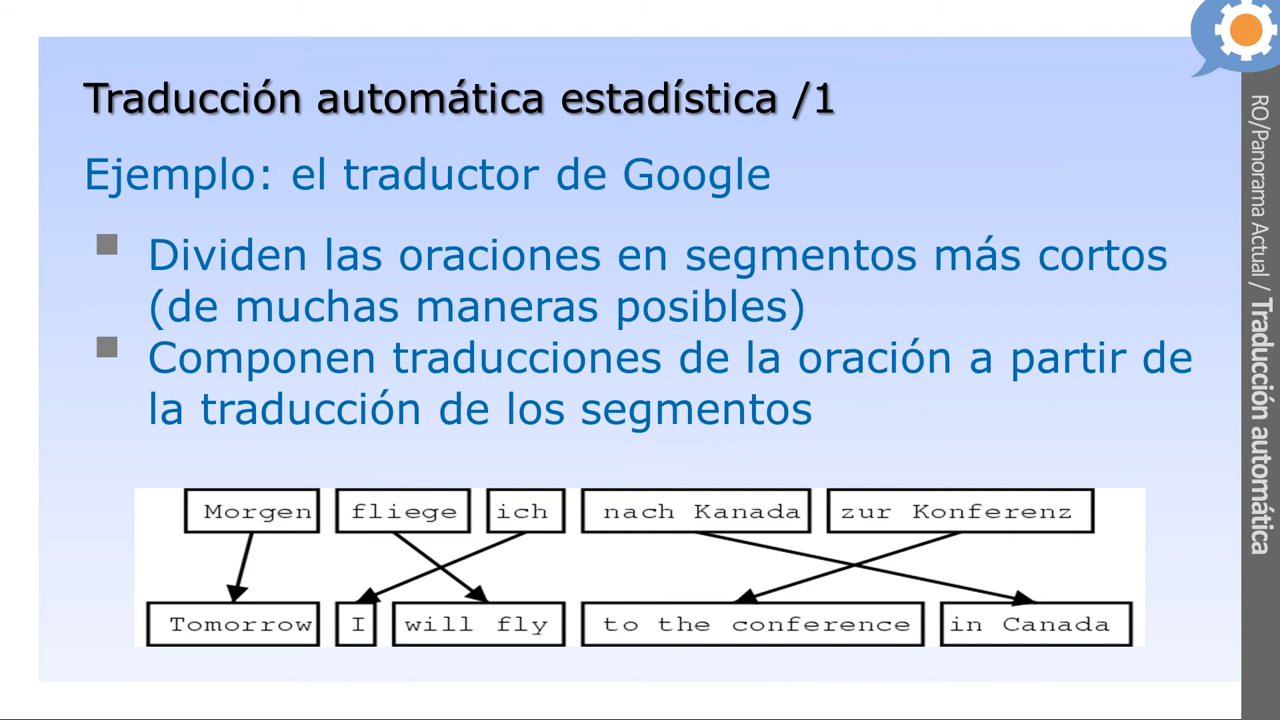 Traducción automática estadística /1
Ejemplo: el traductor de Google
Dividen las oraciones en segmentos más cortos
(de muchas maneras posibles)
Componen traducciones de la oración a partir de
la traducción de los segmentos
Morgen fliege ich nach Kanada zur Konferenz
Tomorrow I will fly to the conference in Canada
RO/Panorama Actual / Traducción automática